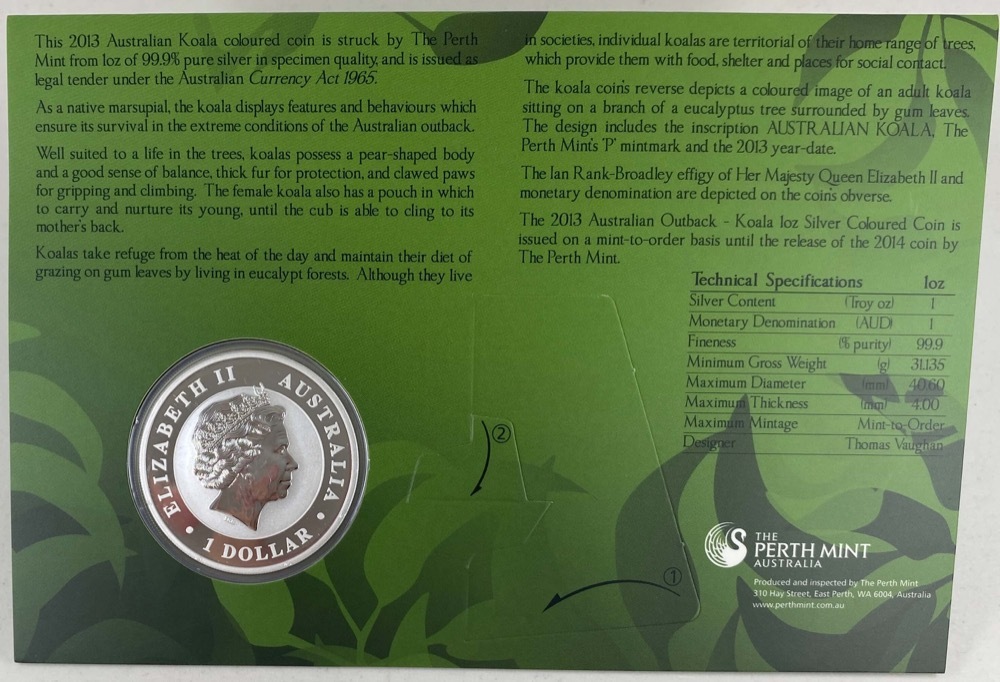 This 2013 Australian Koala coloured coin is struck by The Perth
Mint from 1oz of 99.9% pure silver in specimen quality, and is issued as
legal tender under the Australian Currency Act 1965.
As a native marsupial, the koala displays features and behaviours which
ensure its survival in the extreme conditions of the Australian outback.
Well suited to a life in the trees, koalas possess a pear-shaped body
and a good sense of balance, thick fur for protection, and clawed paws
for gripping and climbing. The female koala also has a pouch in which
to carry and nurture its young, until the cub is able to cling to its
mother's back.
Koalas take refuge from the heat of the day and maintain their diet of
grazing on gum leaves by living in eucalypt forests. Although they live
in societies, individual koalas are territorial of their home range of trees,
which provide them with food, shelter and places for social contact.
The koala coin's reverse depicts a coloured image of an adult koala
sitting on a branch of a eucalyptus tree surrounded by gum leaves.
The design includes the inscription AUSTRALIAN KOALA, The
Perth Mint's 'P' mintmark and the 2013 year-date.
The Ian Rank-Broadley effigy of Her Majesty Queen Elizabeth II and
monetary denomination are depicted on the coin's obverse.
The 2013 Australian Outback - Koala 1oz Silver Coloured Coin is
issued on a mint-to-order basis until the release of the 2014 coin by
The Perth Mint.
Technical Specifications 1oz
Silver Content (Troy oz) 1
Monetary Denomination (AUD) 1
Fineness (% purity) 99.9
Minimum Gross Weight (g) 31.135
Maximum Diameter (mm) 40.60
Maximum Thickness (mm) 4.00
Maximum Mintage Mint-to-Order
Designer Thomas Vaughan
ELIZABETH II AUSTRALIA
1 DOLLAR
2
1
THE
PERTH MINT
AUSTRALIA
Produced and inspected by The Perth Mint
310 Hay Street, East Perth, WA 6004, Australia
www.perthmint.com.au